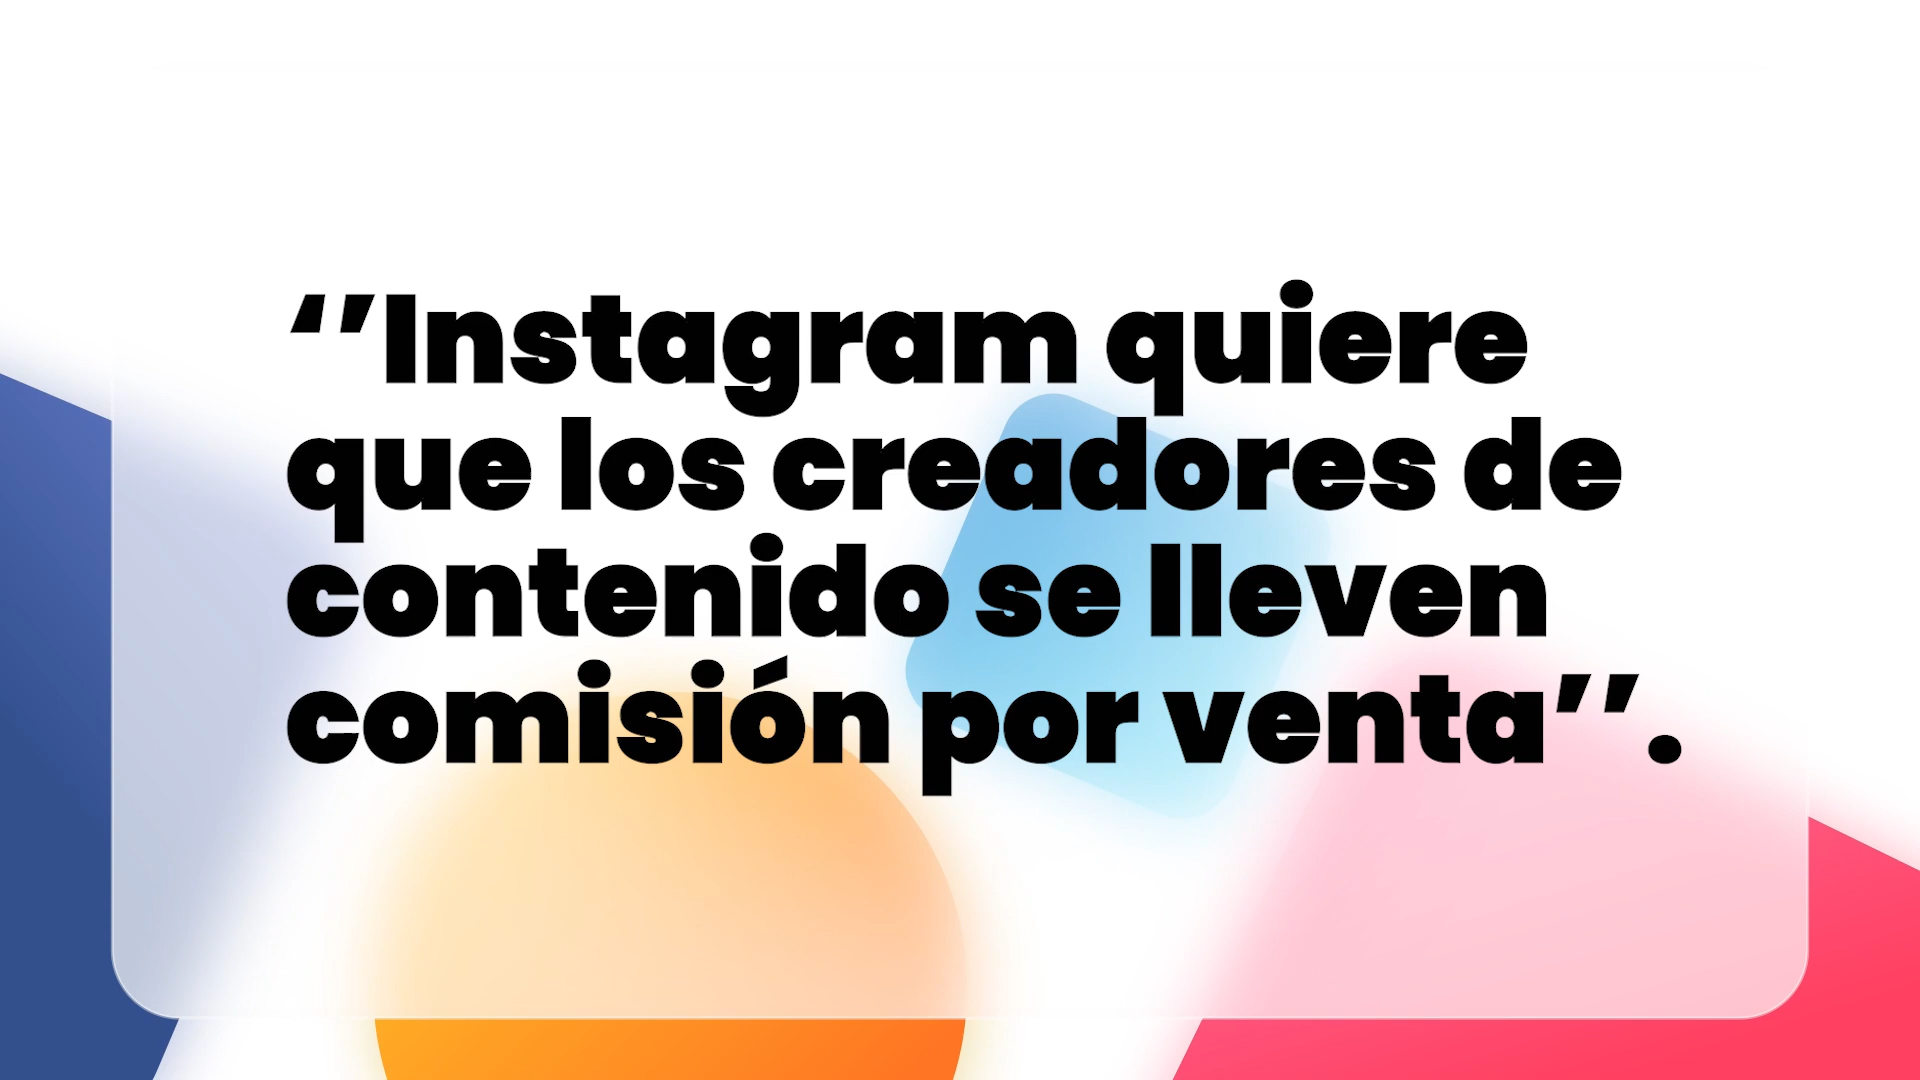 ‘’Instagram quiere
que los creadores de
contenido se lleven
comisión por venta’’.